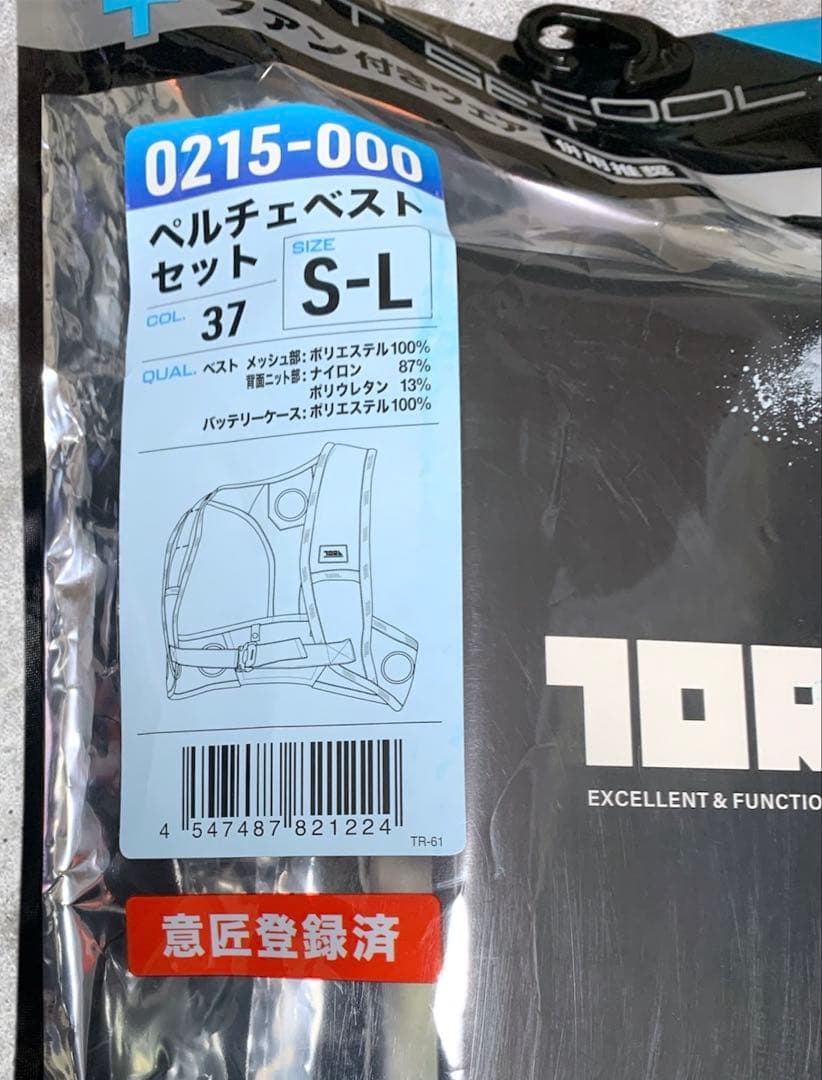 ファン付きウェア
併用推奨
0215-000
ペルチェベスト
セット
SIZE
S-L
COL. 37
QUAL. ベスト メッシュ部:ポリエステル100%
背面ニット部:ナイロン 87%
ポリウレタン 13%
バッテリーケース:ポリエステル100%
4 547487 821224
TR-61
意匠登録済
EXCELLENT & FUNCTIO